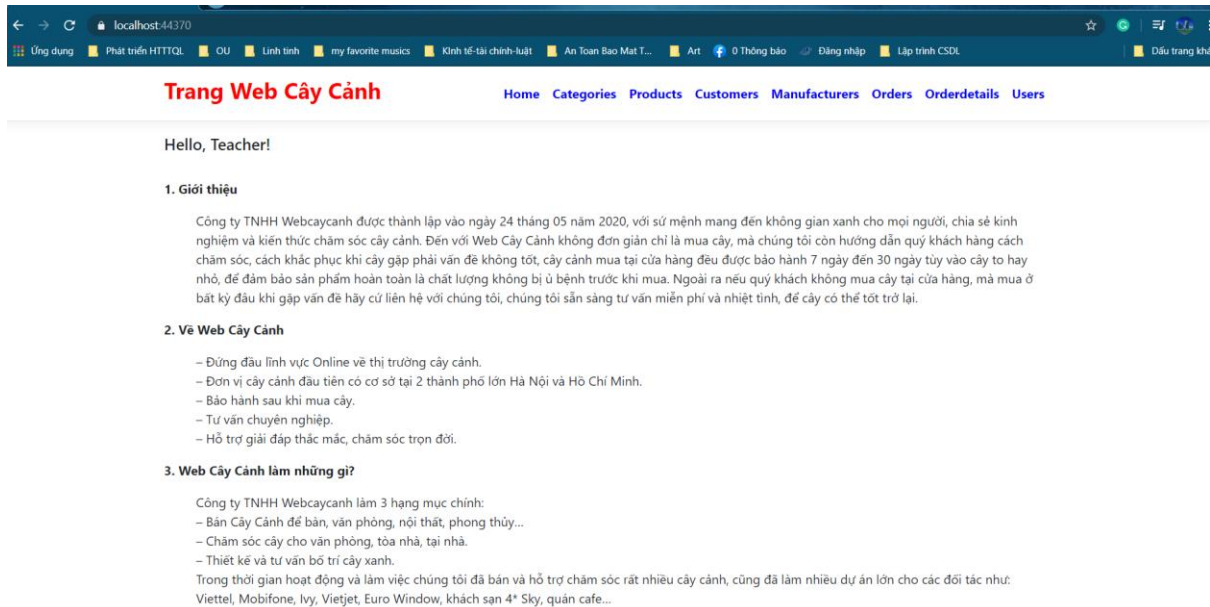 localhost:44370
Ứng dụng Phát triển HTTTQL OU Linh tinh my favorite musics KInh tế-tài chính-luật An Toan Bao Mat T... Art 0 Thông báo Đăng nhập Lập trình CSDL Dấu trang khá
Trang Web Cây Cảnh Home Categories Products Customers Manufacturers Orders Orderdetails Users
Hello, Teacher!
1. Giới thiệu
Công ty TNHH Webcaycanh được thành lập vào ngày 24 tháng 05 năm 2020, với sứ mệnh mang đến không gian xanh cho mọi người, chia sẻ kinh
nghiệm và kiến thức chăm sóc cây cảnh. Đến với Web Cây Cảnh không đơn giản chỉ là mua cây, mà chúng tôi còn hướng dẫn quý khách hàng cách
chăm sóc, cách khắc phục khi cây gặp phải vấn đề không tốt, cây cảnh mua tại cửa hàng đều được bảo hành 7 ngày đến 30 ngày tùy vào cây to hay
nhỏ, để đảm bảo sản phẩm hoàn toàn là chất lượng không bị ủ bệnh trước khi mua. Ngoài ra nếu quý khách không mua cây tại cửa hàng, mà mua ở
bất kỳ đâu khi gặp vấn đề hãy cứ liên hệ với chúng tôi, chúng tôi sẵn sàng tư vấn miễn phí và nhiệt tình, để cây có thể tốt trở lại.
2. Về Web Cây Cảnh
– Đứng đầu lĩnh vực Online về thị trường cây cảnh.
– Đơn vị cây cảnh đầu tiên có cơ sở tại 2 thành phố lớn Hà Nội và Hồ Chí Minh.
– Bảo hành sau khi mua cây.
– Tư vấn chuyên nghiệp.
– Hỗ trợ giải đáp thắc mắc, chăm sóc trọn đời.
3. Web Cây Cảnh làm những gì?
Công ty TNHH Webcaycanh làm 3 hạng mục chính:
– Bán Cây Cảnh để bàn, văn phòng, nội thất, phong thủy...
– Chăm sóc cây cho văn phòng, tòa nhà, tại nhà.
– Thiết kế và tư vấn bố trí cây xanh.
Trong thời gian hoạt động và làm việc chúng tôi đã bán và hỗ trợ chăm sóc rất nhiều cây cảnh, cũng đã làm nhiều dự án lớn cho các đối tác như:
Viettel, Mobifone, Ivy, Vietjet, Euro Window, khách sạn 4* Sky, quán cafe...